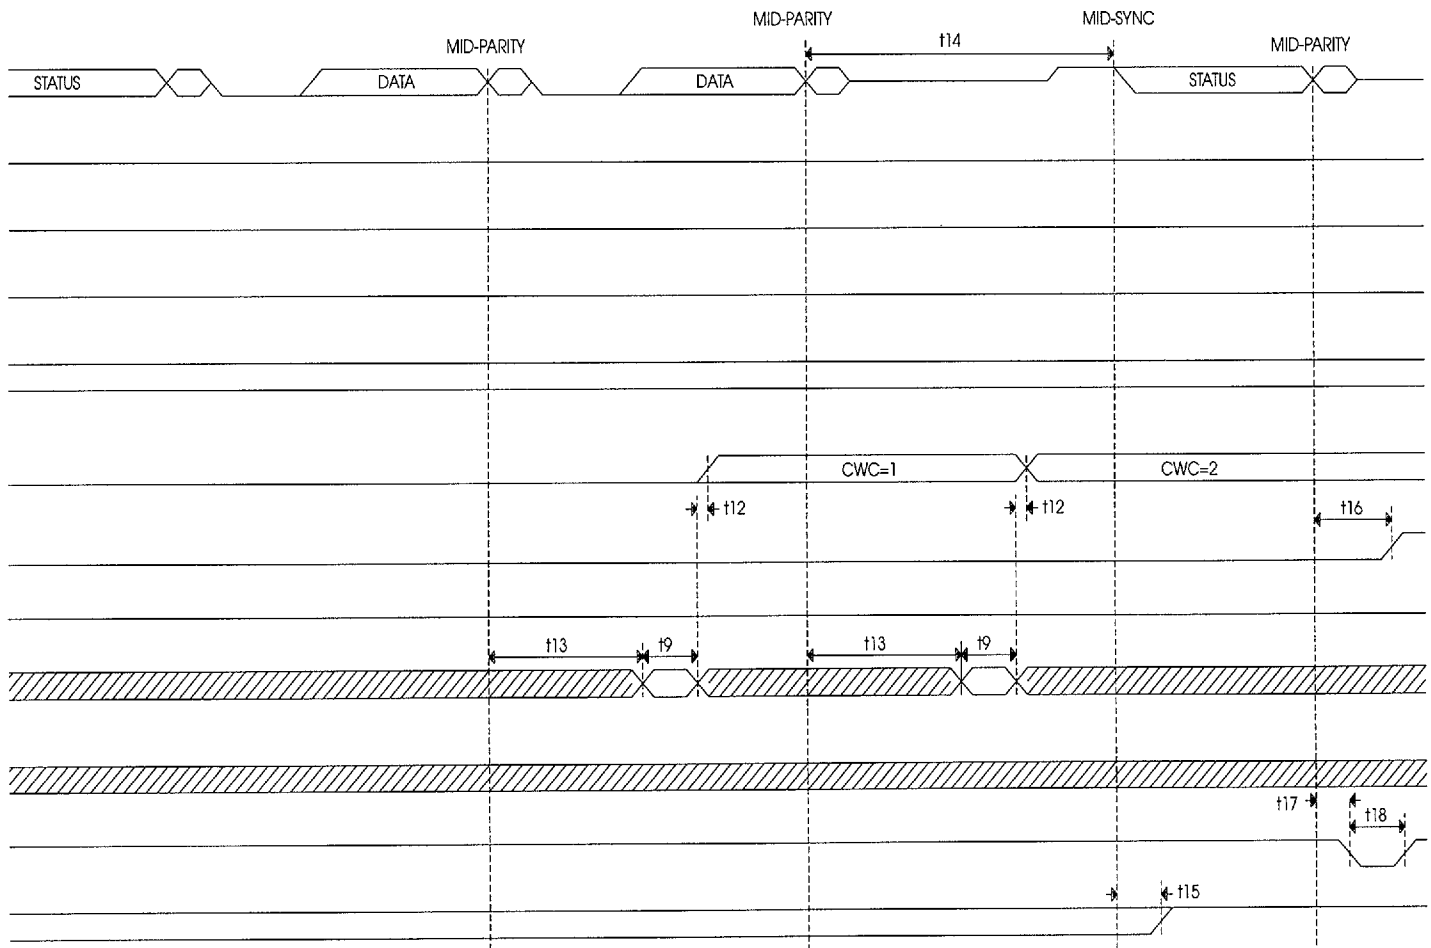 MID-PARITY MID-SYNC
MID-PARITY t14 MID-PARITY
STATUS DATA DATA STATUS
CWC=1 CWC=2
t12 t12 t16
t13 t9 t13 t9
t17
t18
t15